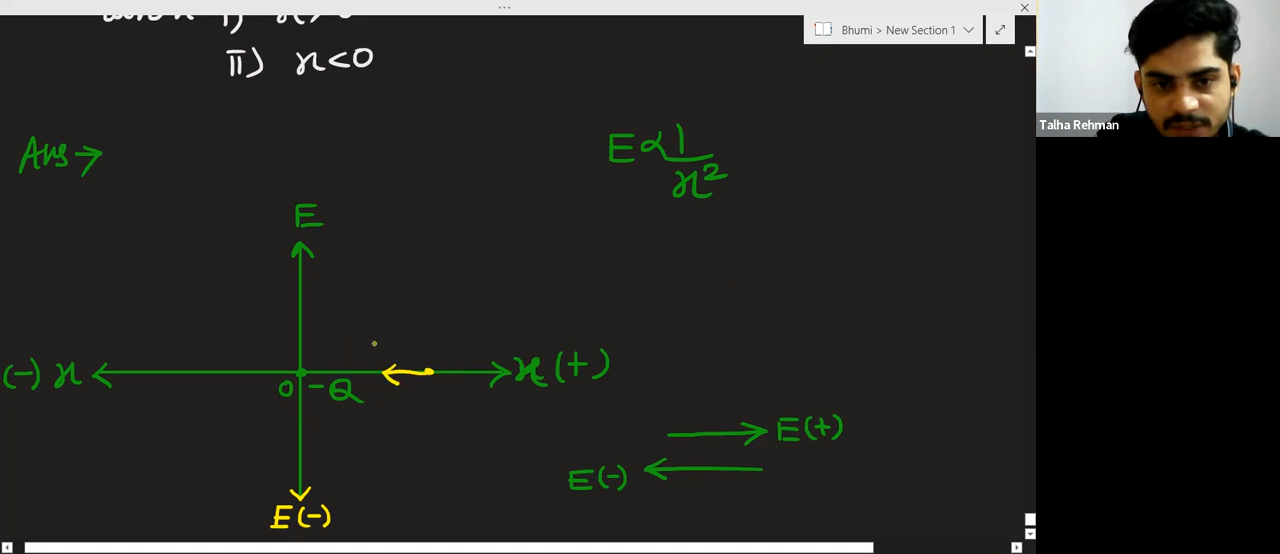 Bhumi > New Section 1
II) x<0
Talha Rehman
Ans →
E ∝ 1/x²
E
(-) x
x (+)
0 -Q
E(+)
E(-)
E(-)